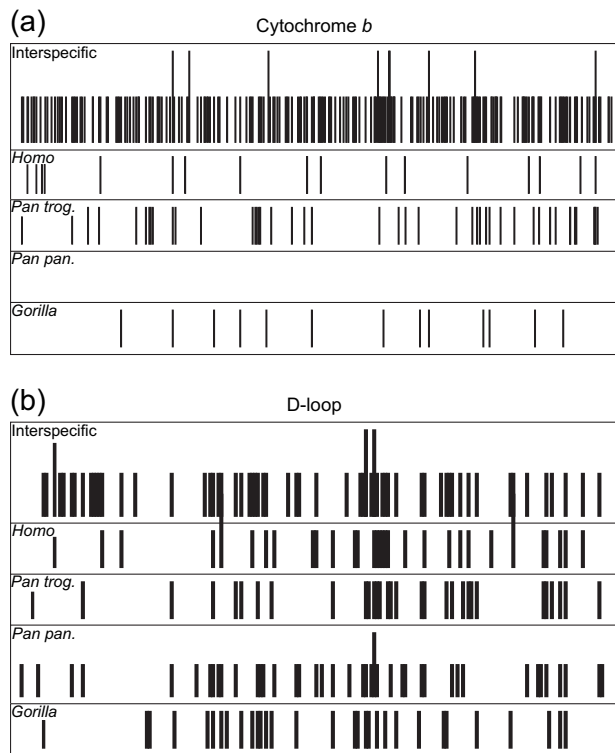 (a)
Cytochrome b
Interspecific
Homo
Pan trog.
Pan pan.
Gorilla
(b)
D-loop
Interspecific
Homo
Pan trog.
Pan pan.
Gorilla